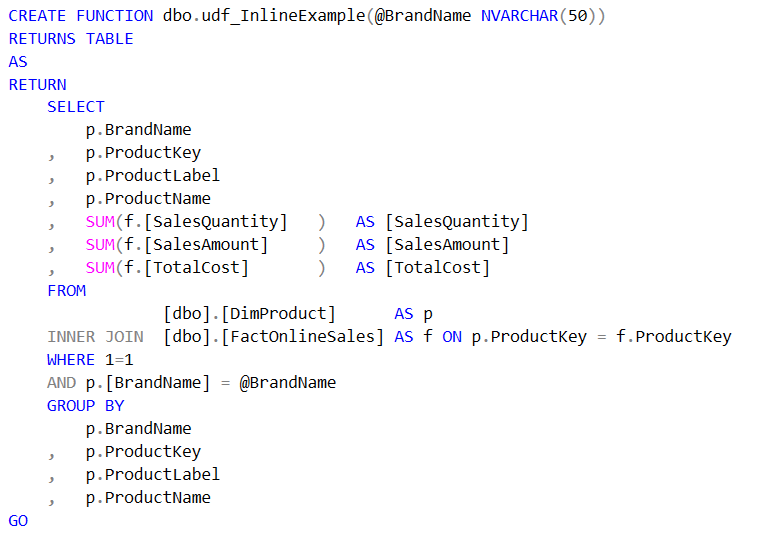 CREATE FUNCTION dbo.udf_InlineExample(@BrandName NVARCHAR(50))
RETURNS TABLE
AS
RETURN
    SELECT
        p.BrandName
    ,   p.ProductKey
    ,   p.ProductLabel
    ,   p.ProductName
    ,   SUM(f.[SalesQuantity]   )   AS [SalesQuantity]
    ,   SUM(f.[SalesAmount]     )   AS [SalesAmount]
    ,   SUM(f.[TotalCost]       )   AS [TotalCost]
    FROM
                [dbo].[DimProduct]      AS p
    INNER JOIN  [dbo].[FactOnlineSales] AS f ON p.ProductKey = f.ProductKey
    WHERE 1=1
    AND p.[BrandName] = @BrandName
    GROUP BY
        p.BrandName
    ,   p.ProductKey
    ,   p.ProductLabel
    ,   p.ProductName
GO